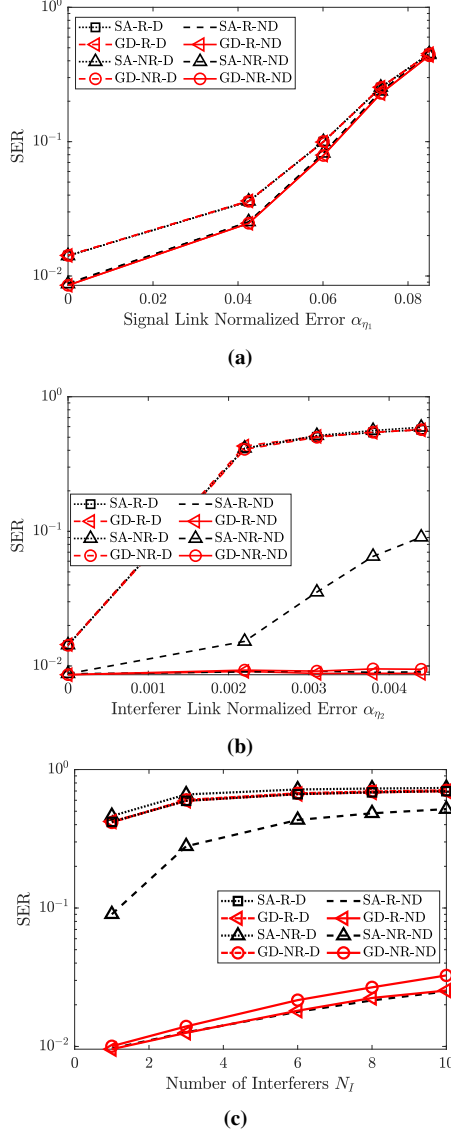 SA-R-D SA-R-ND
GD-R-D GD-R-ND
SA-NR-D SA-NR-ND
GD-NR-D GD-NR-ND
SER
10^{-1}
10^{-2}
0 0.02 0.04 0.06 0.08
Signal Link Normalized Error α_{η_1}
(a)
10^0
SA-R-D SA-R-ND
GD-R-D GD-R-ND
SA-NR-D SA-NR-ND
GD-NR-D GD-NR-ND
SER
10^{-1}
10^{-2}
0 0.001 0.002 0.003 0.004
Interferer Link Normalized Error α_{η_2}
(b)
10^0
SER
10^{-1}
SA-R-D SA-R-ND
GD-R-D GD-R-ND
SA-NR-D SA-NR-ND
GD-NR-D GD-NR-ND
10^{-2}
0 2 4 6 8 10
Number of Interferers N_I
(c)